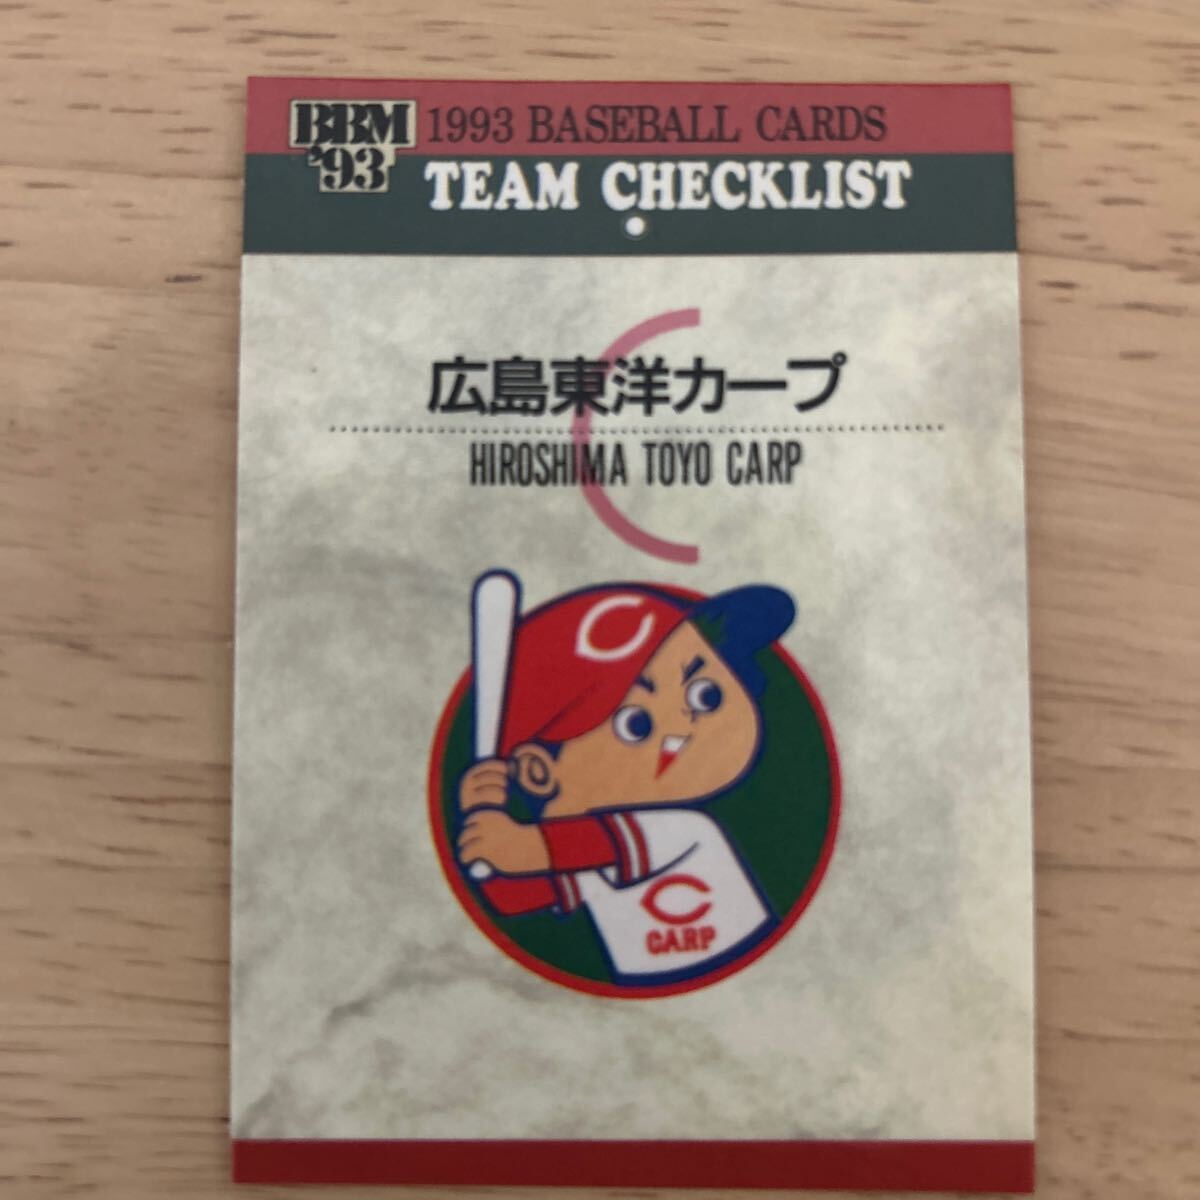 BBM
'93
1993 BASEBALL CARDS
TEAM CHECKLIST
広島東洋カープ
HIROSHIMA TOYO CARP
C
C
CARP